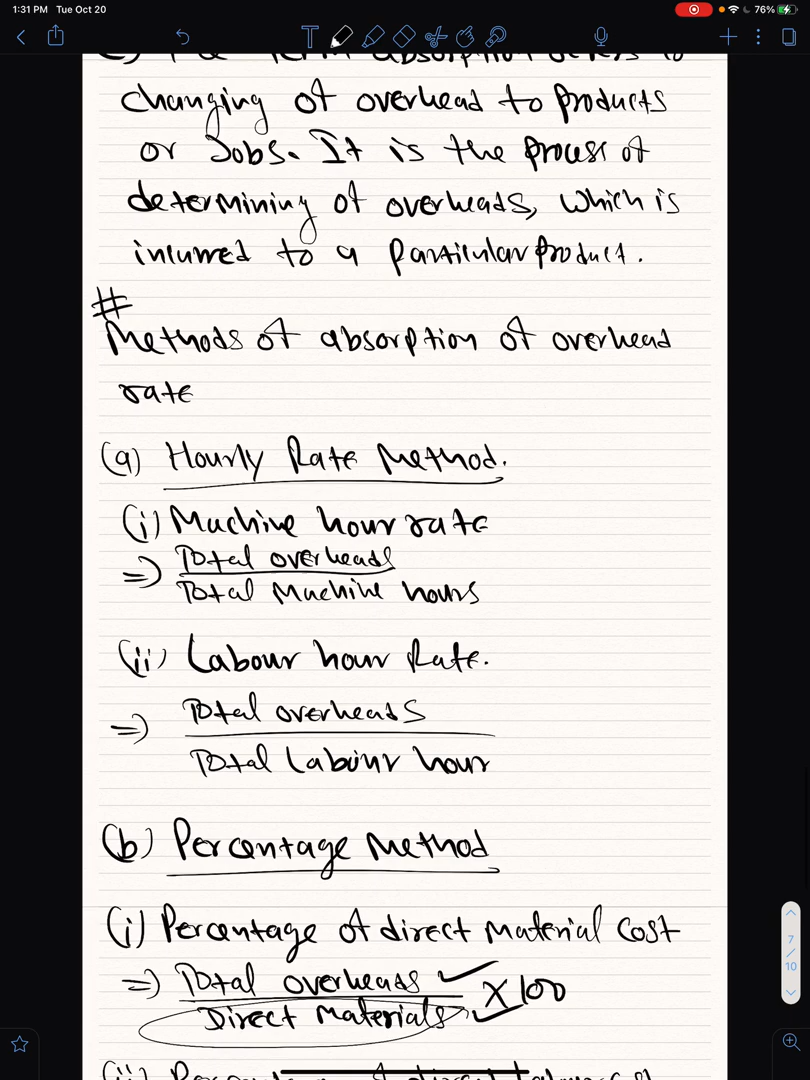 1:31 PM Tue Oct 20
76%
changing of overhead to products
or Jobs. It is the process of
determining of overheads, which is
incurred to a particular product.
#
Methods of absorption of overhead
rate
(a) Hourly Rate Method.
(i) Machine hour rate
=) Total overheads
Total Machine hours
(ii) Labour hour Rate.
=) Total overheads
Total Labour hour
(b) Percentage Method
(i) Percentage of direct Material Cost
=) Total overheads ✓
X 100
Direct Materials ✓
7
/
10